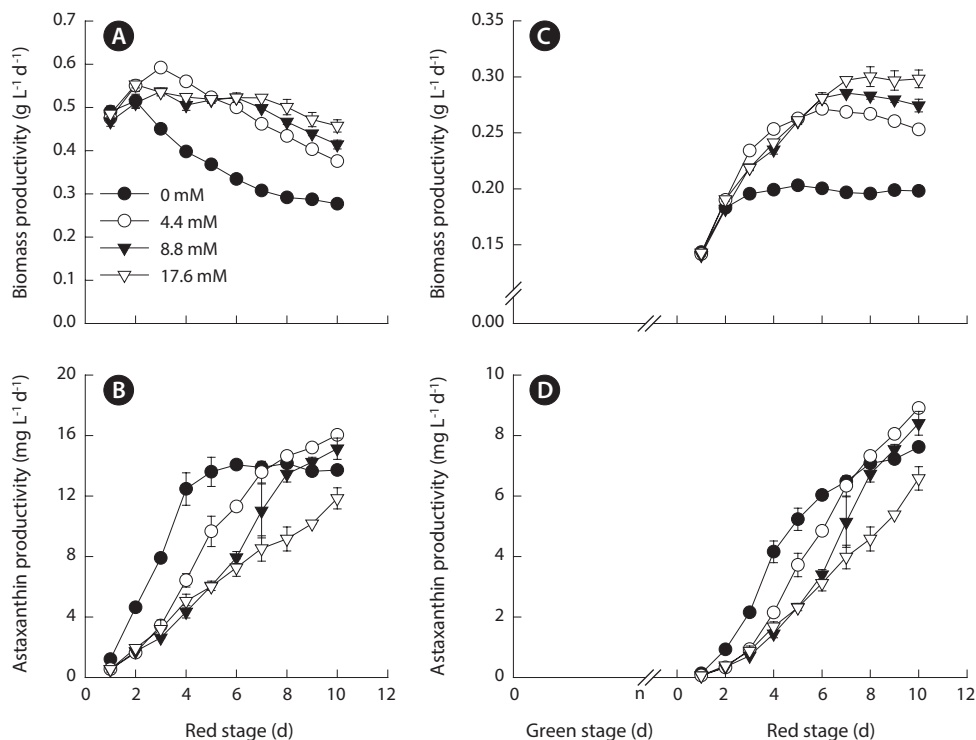 A
Biomass productivity (g L⁻¹ d⁻¹)
0.7
0.6
0.5
0.4
0.3
0.2
0.1
0.0
0 mM
4.4 mM
8.8 mM
17.6 mM
C
Biomass productivity (g L⁻¹ d⁻¹)
0.35
0.30
0.25
0.20
0.15
0.00
B
Astaxanthin productivity (mg L⁻¹ d⁻¹)
20
16
12
8
4
0
0 2 4 6 8 10 12
Red stage (d)
D
Astaxanthin productivity (mg L⁻¹ d⁻¹)
10
8
6
4
2
0
0 n 0 2 4 6 8 10 12
Green stage (d) Red stage (d)